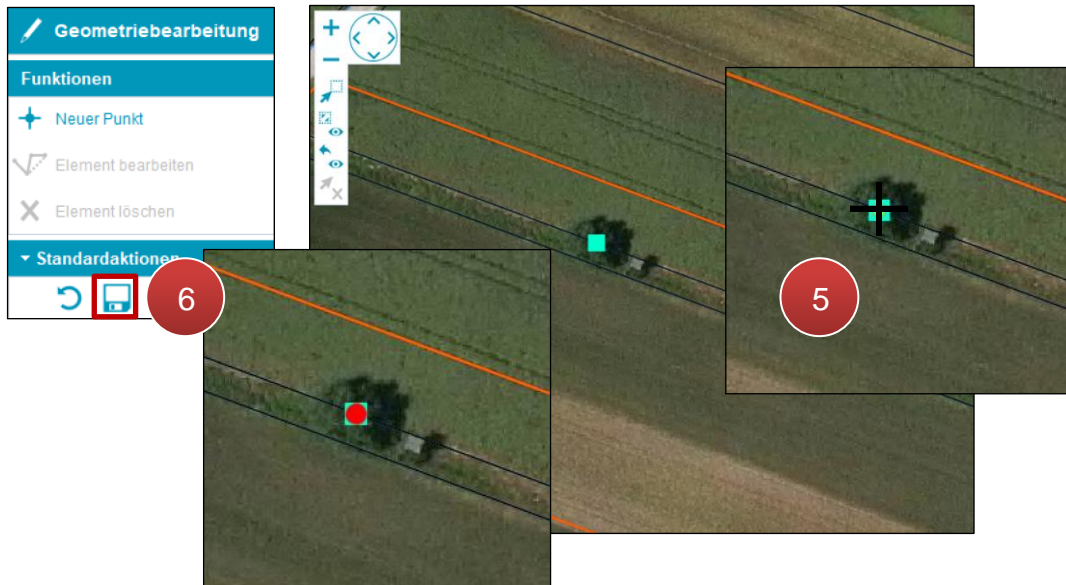 Geometriebearbeitung
Funktionen
Neuer Punkt
Element bearbeiten
Element löschen
Standardaktionen
6
5